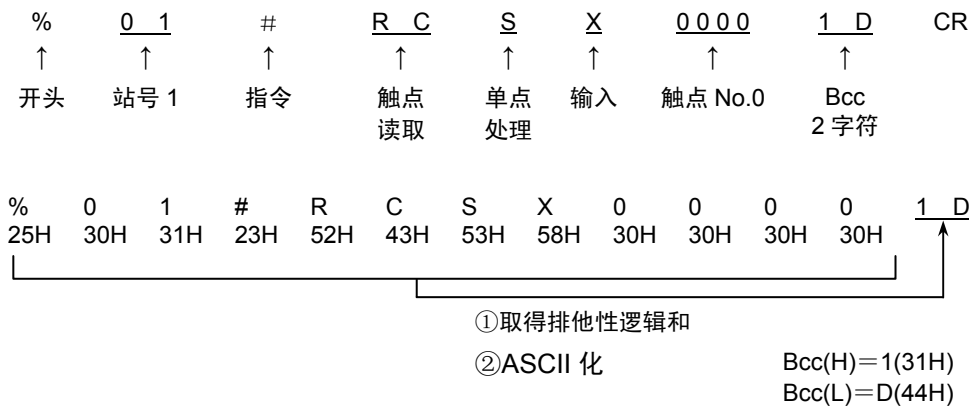 % 0 1 # R C S X 0 0 0 0 1 D CR
↑ ↑ ↑ ↑ ↑ ↑ ↑ ↑
开头 站号 1 指令 触点 单点 输入 触点 No.0 Bcc
读取 处理 2 字符
% 0 1 # R C S X 0 0 0 0 1 D
25H 30H 31H 23H 52H 43H 53H 58H 30H 30H 30H 30H
①取得排他性逻辑和
②ASCII 化 Bcc(H)=1(31H)
Bcc(L)=D(44H)